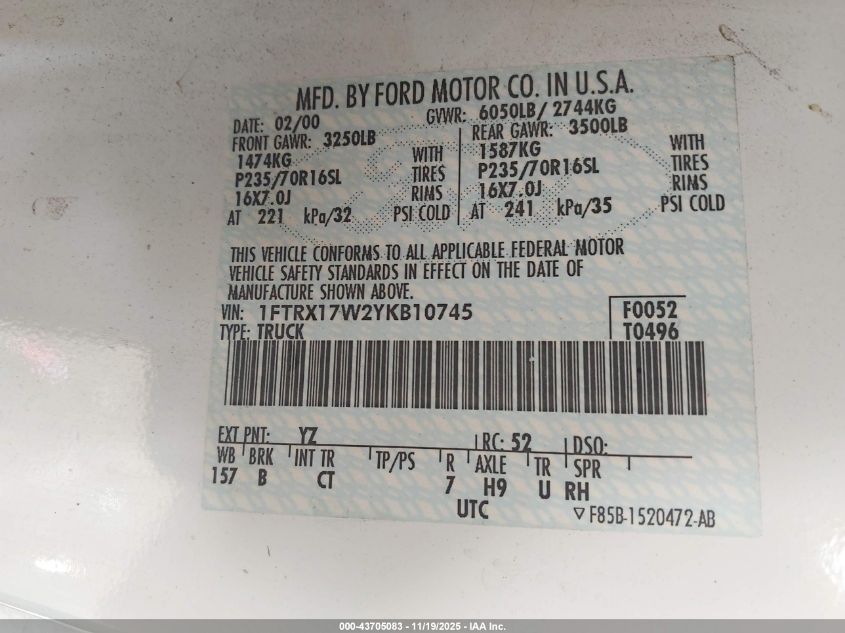 MFD. BY FORD MOTOR CO. IN U.S.A.
DATE: 02/00 GVWR: 6050LB/ 2744KG
FRONT GAWR: 3250LB REAR GAWR: 3500LB
1474KG WITH 1587KG WITH
P235/70R16SL TIRES P235/70R16SL TIRES
16X7.0J RIMS 16X7.0J RIMS
AT 221 kPa/32 PSI COLD AT 241 kPa/35 PSI COLD
THIS VEHICLE CONFORMS TO ALL APPLICABLE FEDERAL MOTOR
VEHICLE SAFETY STANDARDS IN EFFECT ON THE DATE OF
MANUFACTURE SHOWN ABOVE.
VIN: 1FTRX17W2YKB10745 F0052
TYPE: TRUCK T0496
EXT PNT: YZ RC: 52 DSO:
WB BRK INT TR TP/PS R AXLE TR SPR
157 B CT 7 H9 U RH
UTC ▽F85B-1520472-AB
000-43705083 - 11/19/2025 - IAA Inc.